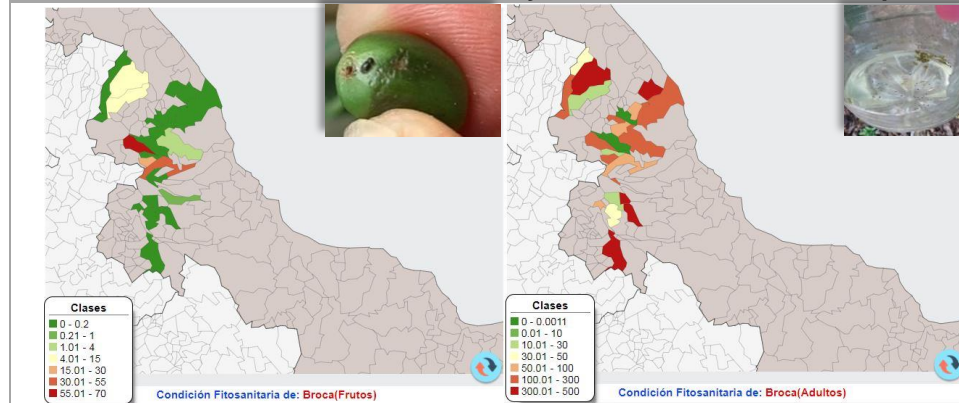 Clases
0 - 0.2
0.21 - 1
1.01 - 4
4.01 - 15
15.01 - 30
30.01 - 55
55.01 - 70
Condición Fitosanitaria de: Broca(Frutos)
Clases
0 - 0.0011
0.01 - 10
10.01 - 30
30.01 - 50
50.01 - 100
100.01 - 300
300.01 - 500
Condición Fitosanitaria de: Broca(Adultos)